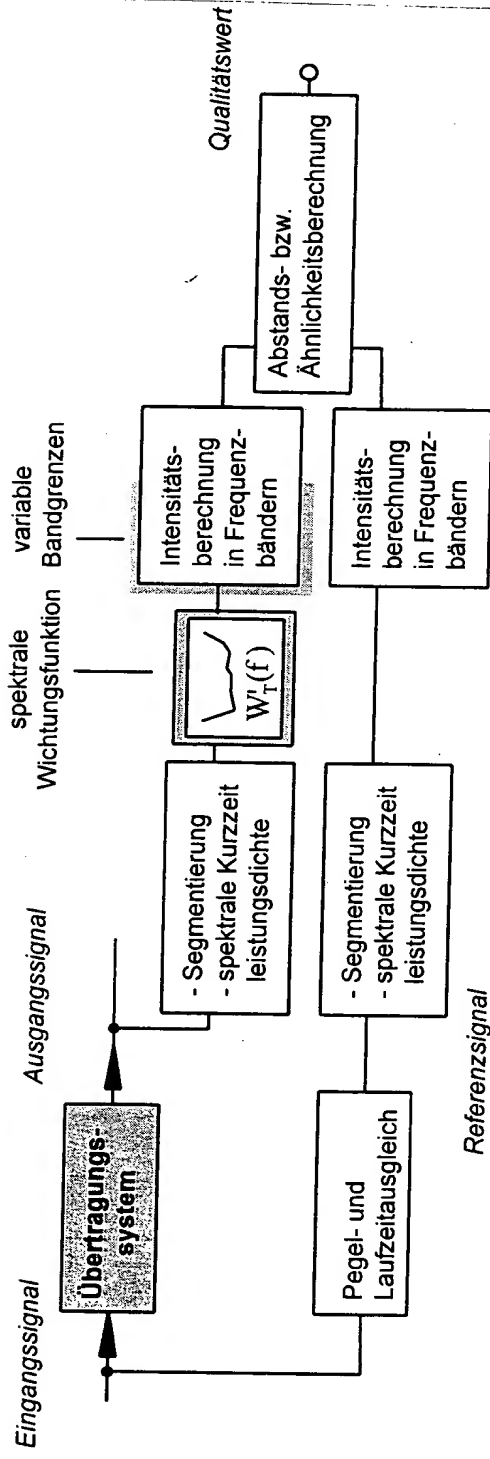 Eingangssignal
Übertragungs-
system
Ausgangssignal
spektrale
Wichtungsfunktion
variable
Bandgrenzen
- Segmentierung
- spektrale Kurzzeit
leistungsdichte
W'T(f)
Intensitäts-
berechnung
in Frequenz-
bändern
Qualitätswert
Abstands- bzw.
Ähnlichkeitsberechnung
Pegel- und
Laufzeitausgleich
Referenzsignal
- Segmentierung
- spektrale Kurzzeit
leistungsdichte
Intensitäts-
berechnung
in Frequenz-
bändern